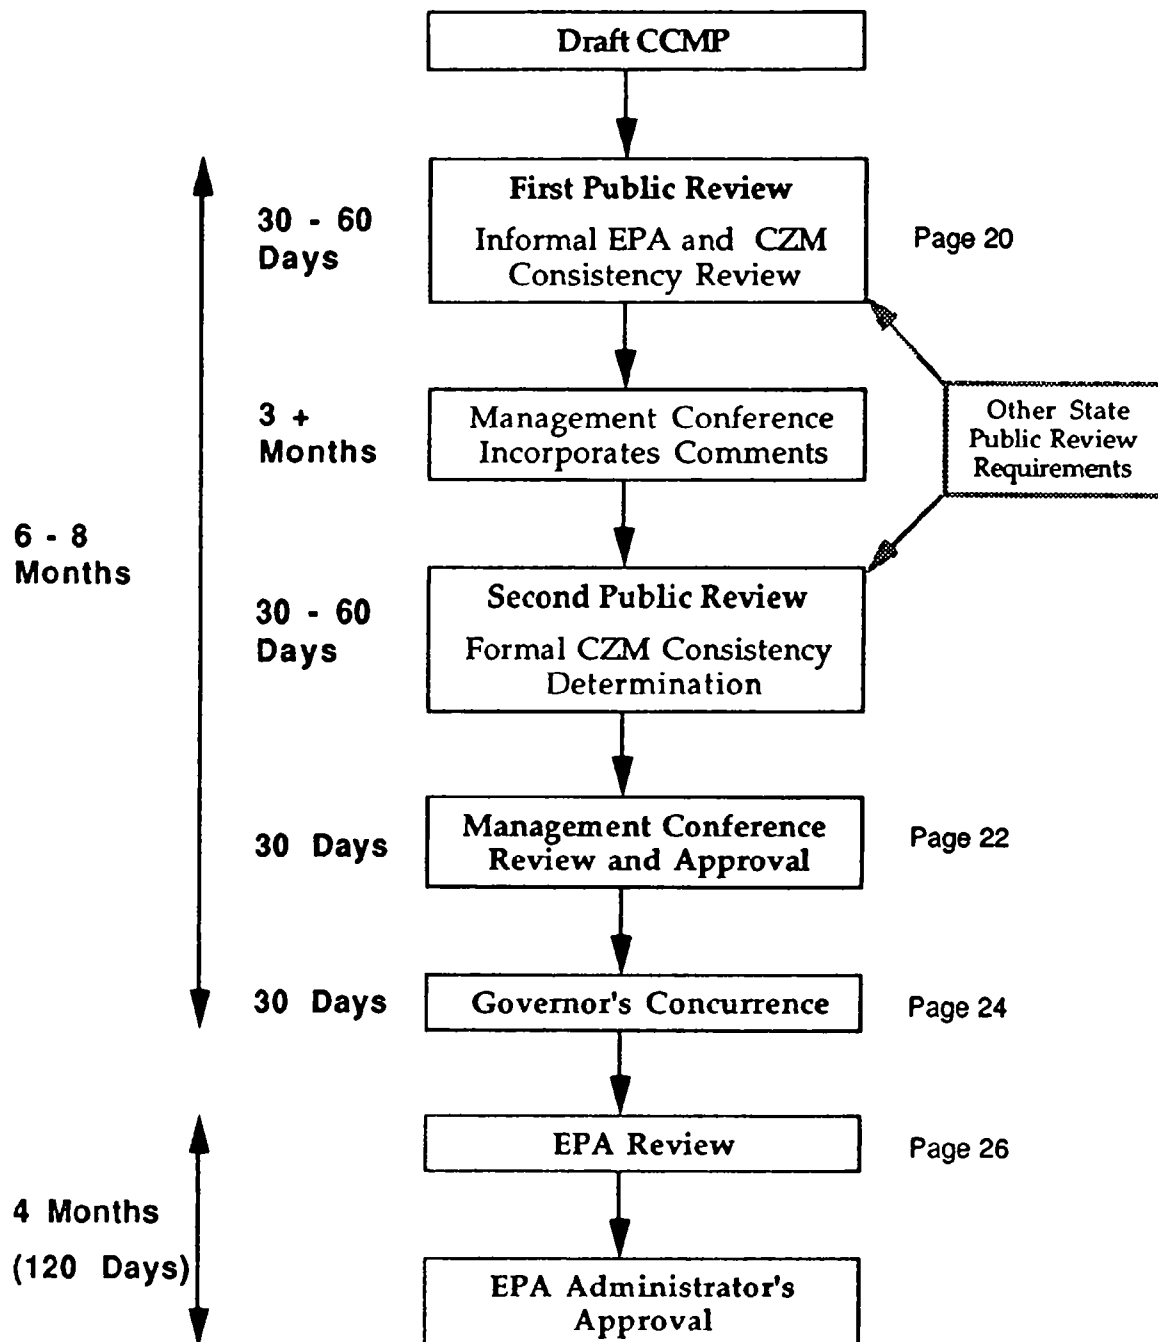 Draft CCMP
30 - 60
Days
First Public Review
Informal EPA and CZM
Consistency Review
Page 20
3 +
Months
Management Conference
Incorporates Comments
Other State
Public Review
Requirements
6 - 8
Months
30 - 60
Days
Second Public Review
Formal CZM Consistency
Determination
30 Days
Management Conference
Review and Approval
Page 22
30 Days
Governor's Concurrence
Page 24
EPA Review
Page 26
4 Months
(120 Days)
EPA Administrator's
Approval